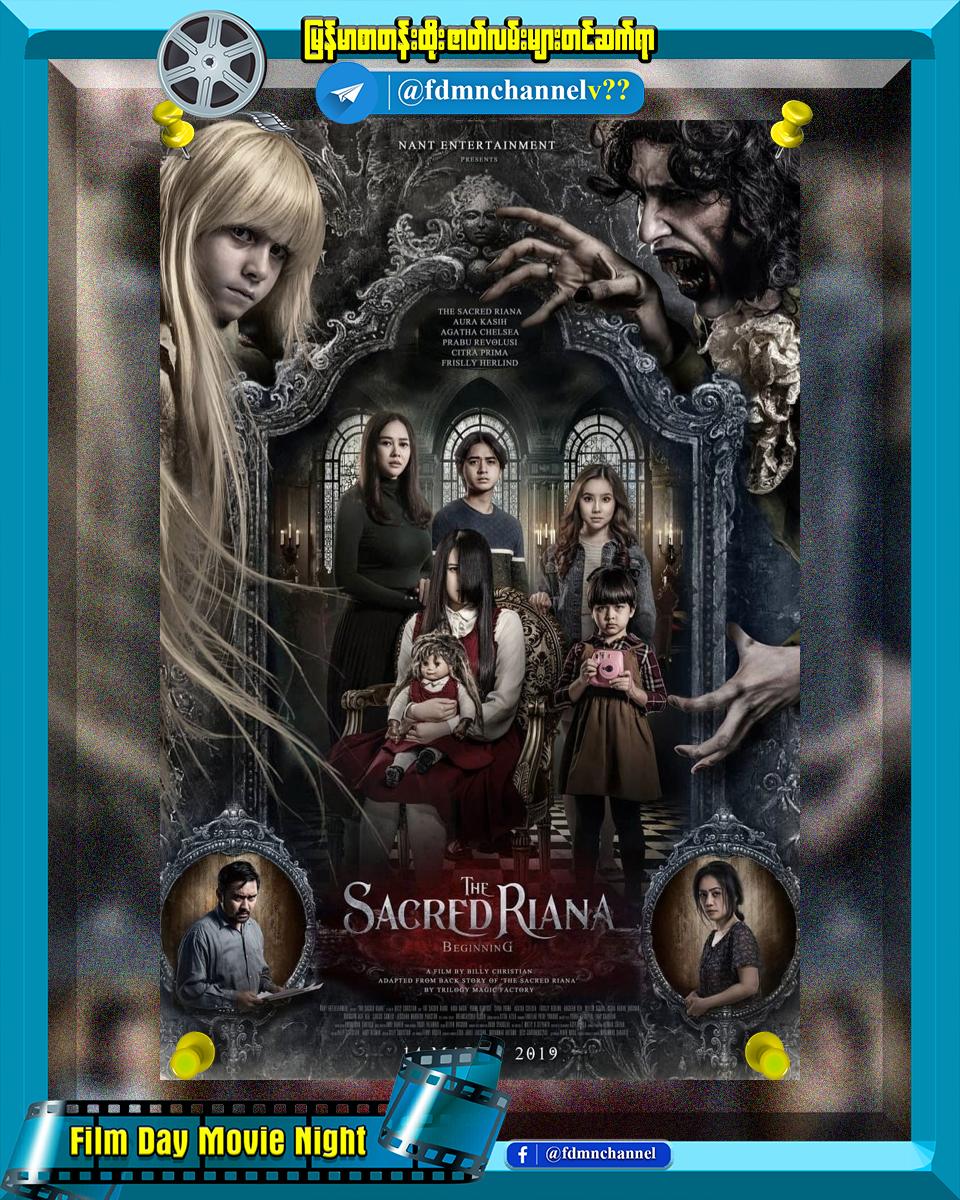 မြန်မာစာတန်းထိုးဇာတ်လမ်းများတင်ဆက်ရာ
@fdmnchannelv??
NANT ENTERTAINMENT
PRESENTS
THE SACRED RIANA
AURA KASIH
AGATHA CHELSEA
PRABU REVOLUSI
CITRA PRIMA
FRISLLY HERLIND
THE
SACRED RIANA
BEGINNING
A FILM BY BILLY CHRISTIAN
ADAPTED FROM BACK STORY OF "THE SACRED RIANA"
BY TRILOGY MAGIC FACTORY
2019
Film Day Movie Night
@fdmnchannel